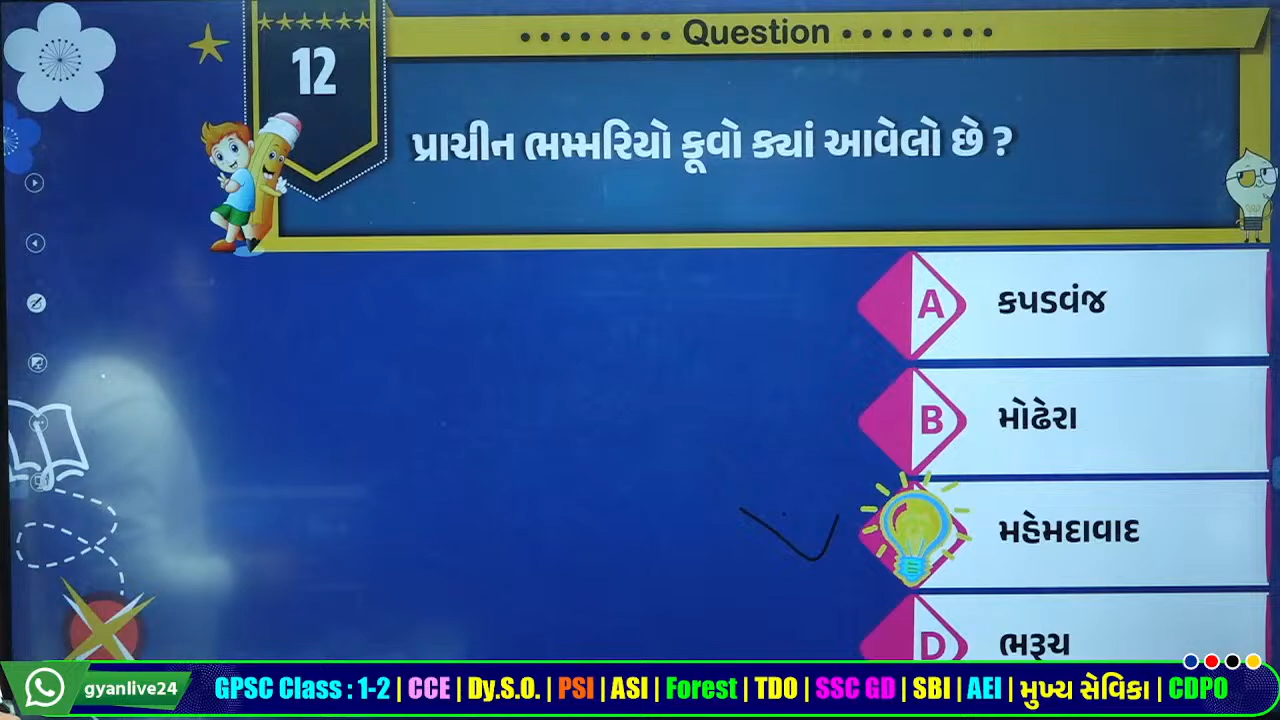 Question
12
પ્રાચીન ભમ્મરિયો કૂવો ક્યાં આવેલો છે ?
A કપડવંજ
B મોઢેરા
મહેમદાવાદ
D ભરૂચ
gyanlive24 GPSC Class : 1-2 | CCE | Dy.S.O. | PSI | ASI | Forest | TDO | SSC GD | SBI | AEI | મુખ્ય સેવિકા | CDPO